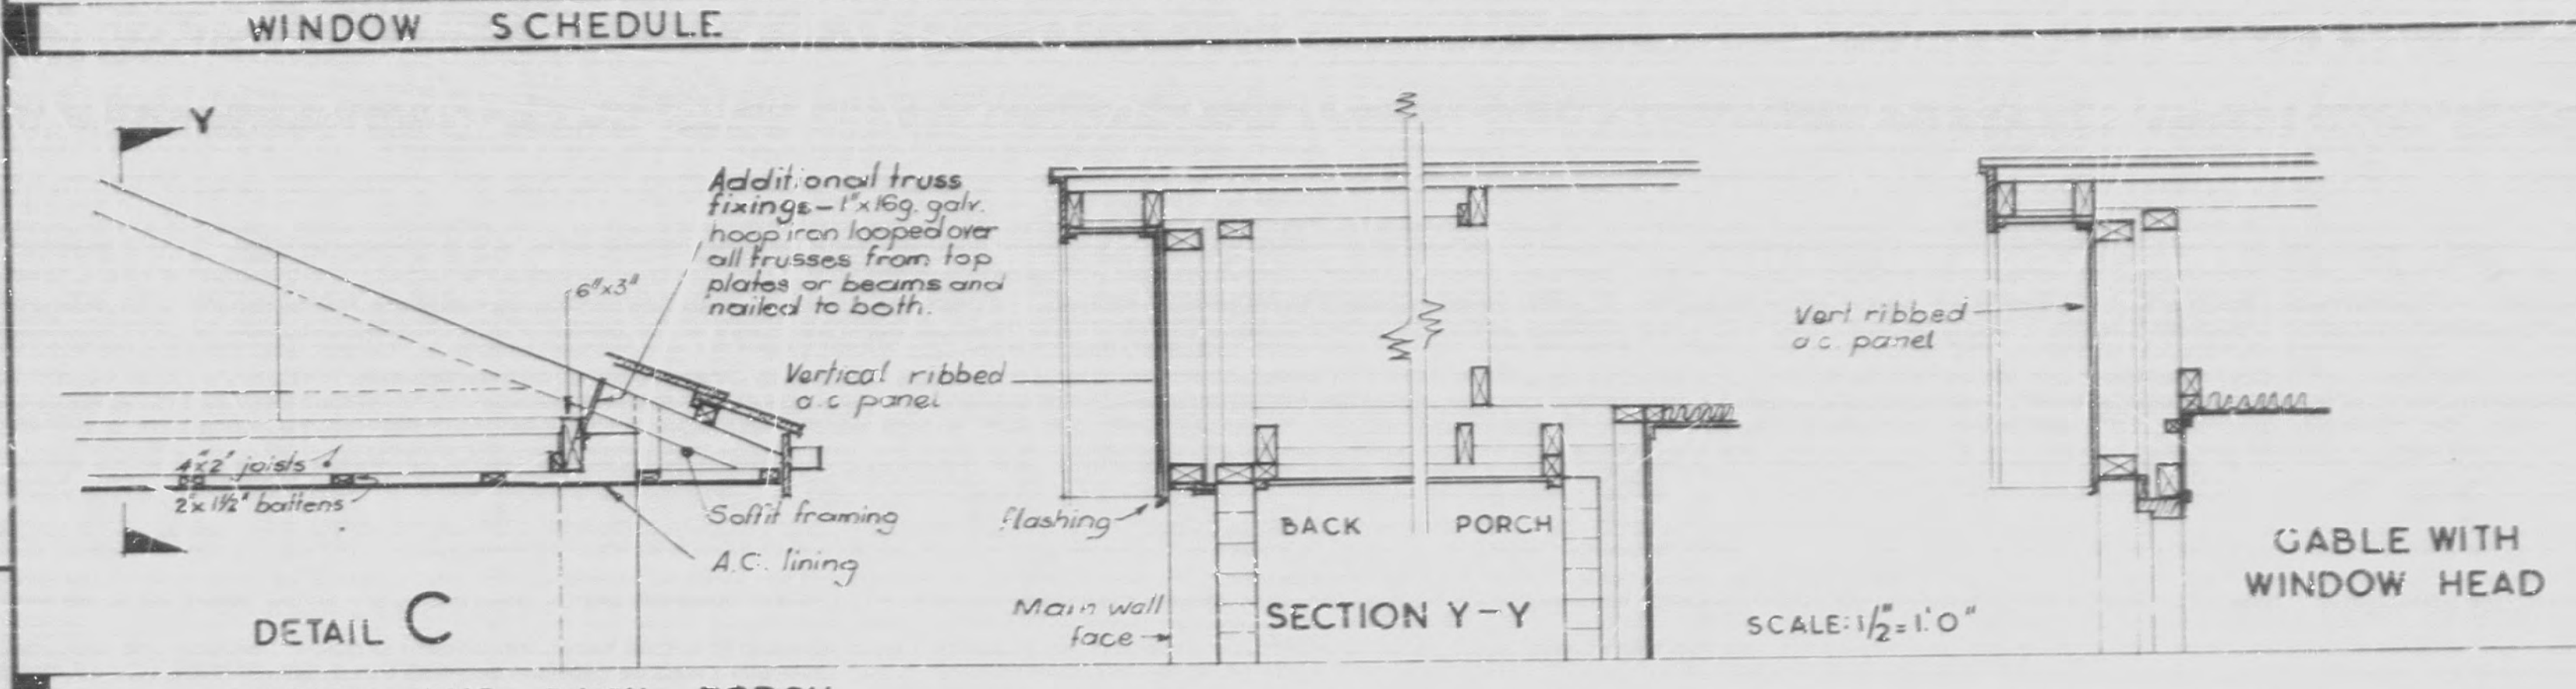 WINDOW SCHEDULE
Y
Additional truss
fixings – 1"x16g. galv.
hoop iron looped over
all trusses from top
plates or beams and
nailed to both.
6"x3"
Vertical ribbed
a.c panel
4"x2" joists
2"x1½" battens
Soffit framing
A.C. lining
DETAIL C
flashing
BACK PORCH
Main wall
face
SECTION Y-Y
Vert ribbed
a c. panel
SCALE: 1/2" = 1'.0"
GABLE WITH
WINDOW HEAD